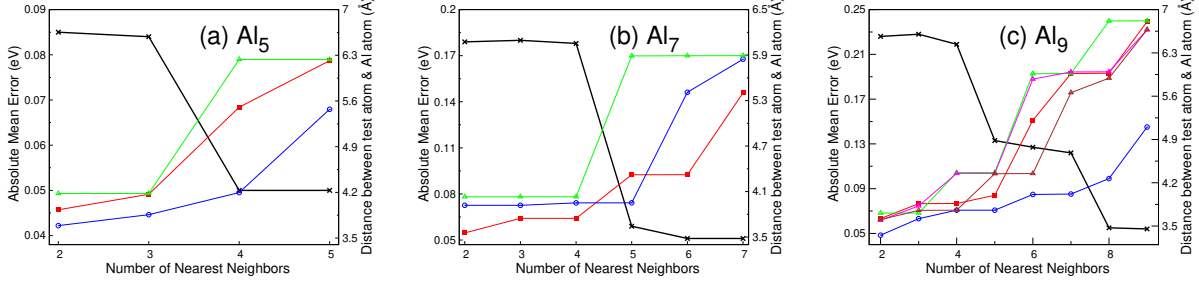 (a) Al5
Absolute Mean Error (eV)
0.09
0.08
0.07
0.06
0.05
0.04
2 3 4 5
Number of Nearest Neighbors
7
6.3
5.6
4.9
4.2
3.5
Distance between test atom & Al atom (Å)
(b) Al7
Absolute Mean Error (eV)
0.2
0.17
0.14
0.11
0.08
0.05
2 3 4 5 6 7
Number of Nearest Neighbors
6.5
5.9
5.3
4.7
4.1
3.5
Distance between test atom & Al atom (Å)
(c) Al9
Absolute Mean Error (eV)
0.25
0.21
0.17
0.13
0.09
0.05
2 4 6 8
Number of Nearest Neighbors
7
6.3
5.6
4.9
4.2
3.5
Distance between test atom & Al atom (Å)